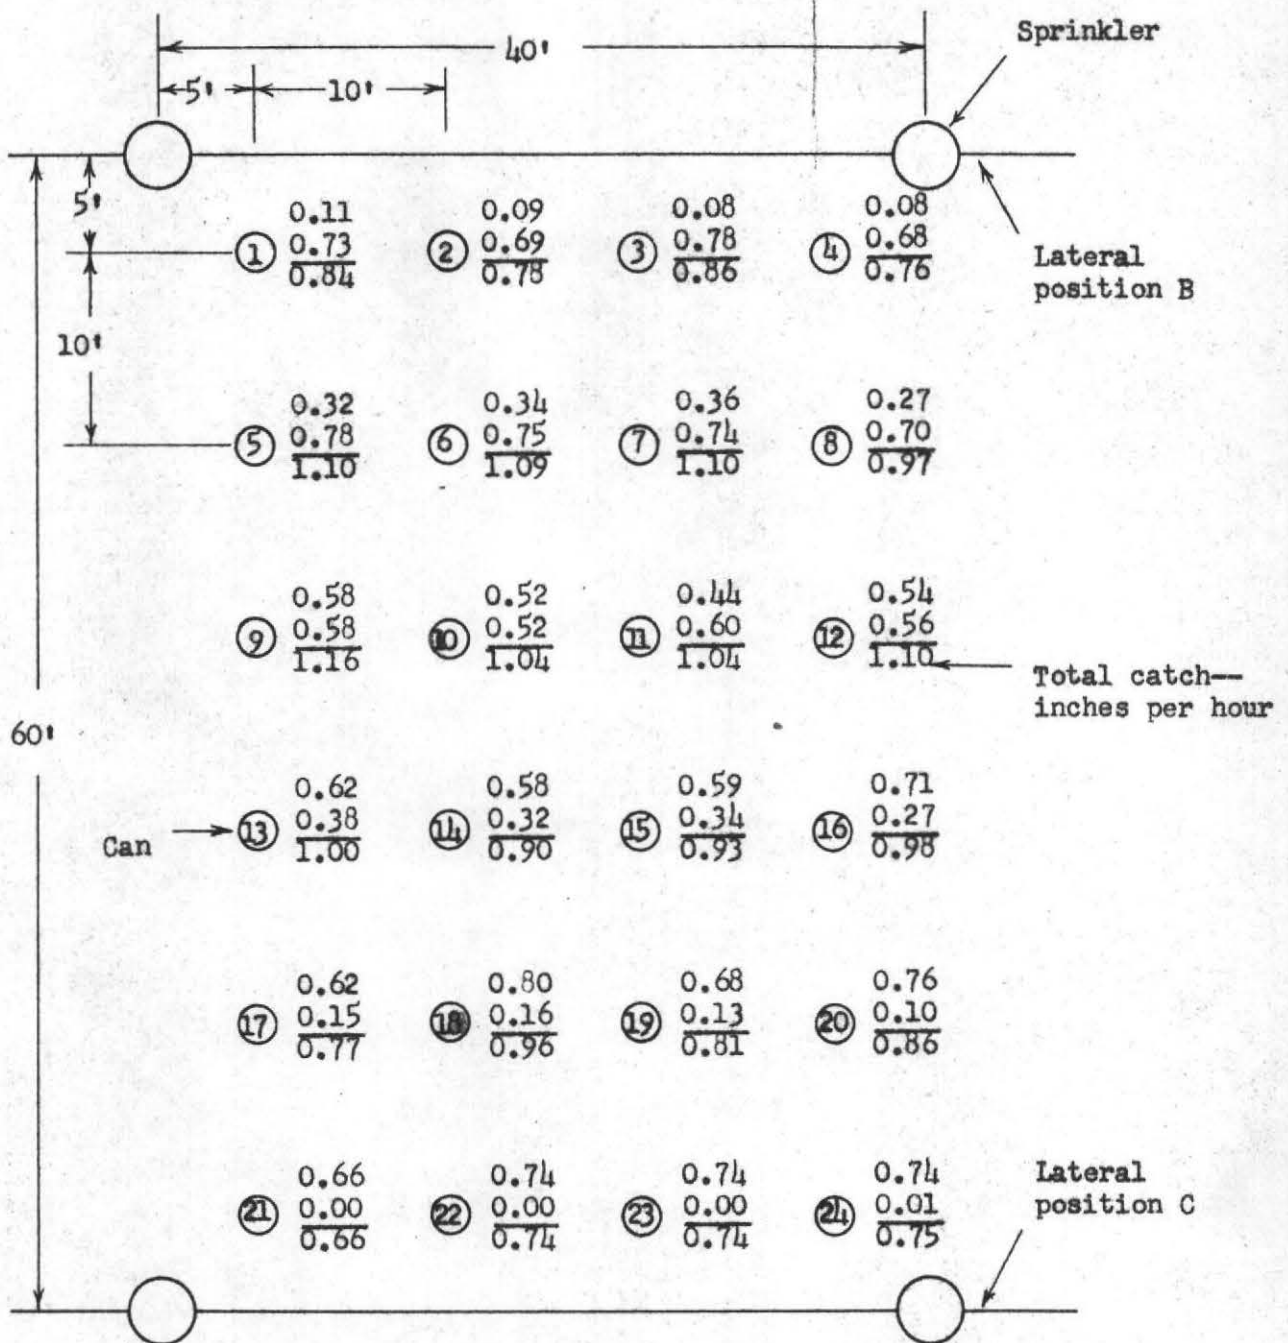 40'
Sprinkler
5' 10'
5'
0.11 0.09 0.08 0.08
1 0.73 2 0.69 3 0.78 4 0.68
0.84 0.78 0.86 0.76
Lateral
position B
10'
0.32 0.34 0.36 0.27
5 0.78 6 0.75 7 0.74 8 0.70
1.10 1.09 1.10 0.97
0.58 0.52 0.44 0.54
9 0.58 10 0.52 11 0.60 12 0.56
1.16 1.04 1.04 1.10
Total catch--
inches per hour
60'
0.62 0.58 0.59 0.71
Can 13 0.38 14 0.32 15 0.34 16 0.27
1.00 0.90 0.93 0.98
0.62 0.80 0.68 0.76
17 0.15 18 0.16 19 0.13 20 0.10
0.77 0.96 0.81 0.86
0.66 0.74 0.74 0.74
21 0.00 22 0.00 23 0.00 24 0.01
0.66 0.74 0.74 0.75
Lateral
position C